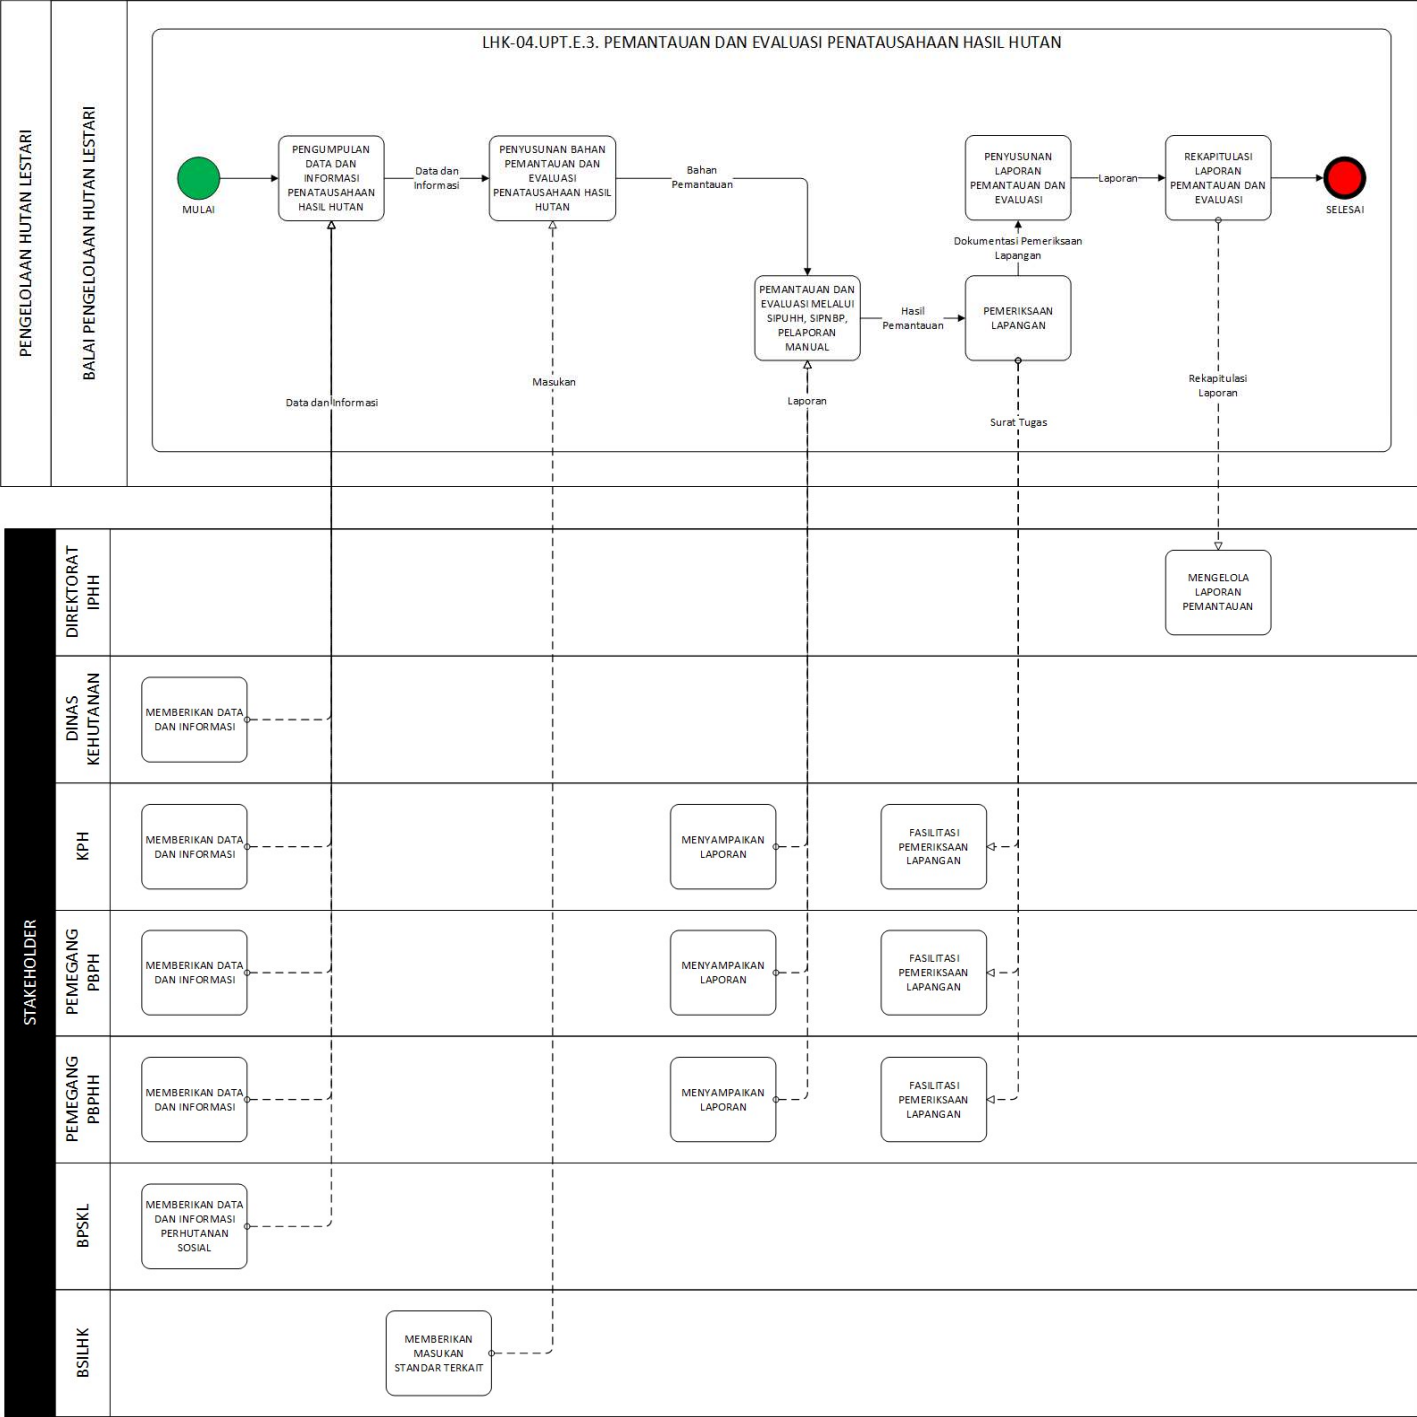 LHK-04.UPT.E.3. PEMANTAUAN DAN EVALUASI PENATAUSAHAAN HASIL HUTAN
PENGELOLAAN HUTAN LESTARI
BALAI PENGELOLAAN HUTAN LESTARI
MULAI
PENGUMPULAN
DATA DAN
INFORMASI
PENATAUSAHAAN
HASIL HUTAN
Data dan
Informasi
PENYUSUNAN BAHAN
PEMANTAUAN DAN
EVALUASI
PENATAUSAHAAN HASIL
HUTAN
Bahan
Pemantauan
PEMANTAUAN DAN
EVALUASI MELALUI
SIPUHH, SIPNBP,
PELAPORAN
MANUAL
Hasil
Pemantauan
PEMERIKSAAN
LAPANGAN
Dokumentasi Pemeriksaan
Lapangan
PENYUSUNAN
LAPORAN
PEMANTAUAN DAN
EVALUASI
Laporan
REKAPITULASI
LAPORAN
PEMANTAUAN DAN
EVALUASI
SELESAI
Data dan Informasi
Masukan
Laporan
Surat Tugas
Rekapitulasi
Laporan
STAKEHOLDER
DIREKTORAT
IPHH
MENGELOLA
LAPORAN
PEMANTAUAN
DINAS
KEHUTANAN
MEMBERIKAN DATA
DAN INFORMASI
KPH
MEMBERIKAN DATA
DAN INFORMASI
MENYAMPAIKAN
LAPORAN
FASILITASI
PEMERIKSAAN
LAPANGAN
PEMEGANG
PBPH
MEMBERIKAN DATA
DAN INFORMASI
MENYAMPAIKAN
LAPORAN
FASILITASI
PEMERIKSAAN
LAPANGAN
PEMEGANG
PBPHH
MEMBERIKAN DATA
DAN INFORMASI
MENYAMPAIKAN
LAPORAN
FASILITASI
PEMERIKSAAN
LAPANGAN
BPSKL
MEMBERIKAN DATA
DAN INFORMASI
PERHUTANAN
SOSIAL
BSILHK
MEMBERIKAN
MASUKAN
STANDAR TERKAIT